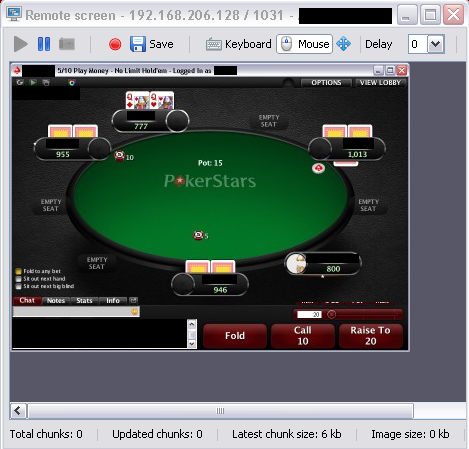 Remote screen - 192.168.206.128 / 1031 -
Save Keyboard Mouse Delay 0
5/10 Play Money - No Limit Hold'em - Logged In as
OPTIONS VIEW LOBBY
Q Q
777
EMPTY
SEAT
955
1,013
10
Pot: 15
PokerStars
EMPTY
SEAT
EMPTY
SEAT
5
EMPTY
SEAT
800
946
Fold to any bet
Sit out next hand
Sit out next big blind
Chat Notes Stats Info
20
Fold
Call
10
Raise To
20
Total chunks: 0 Updated chunks: 0 Latest chunk size: 6 kb Image size: 0 kb